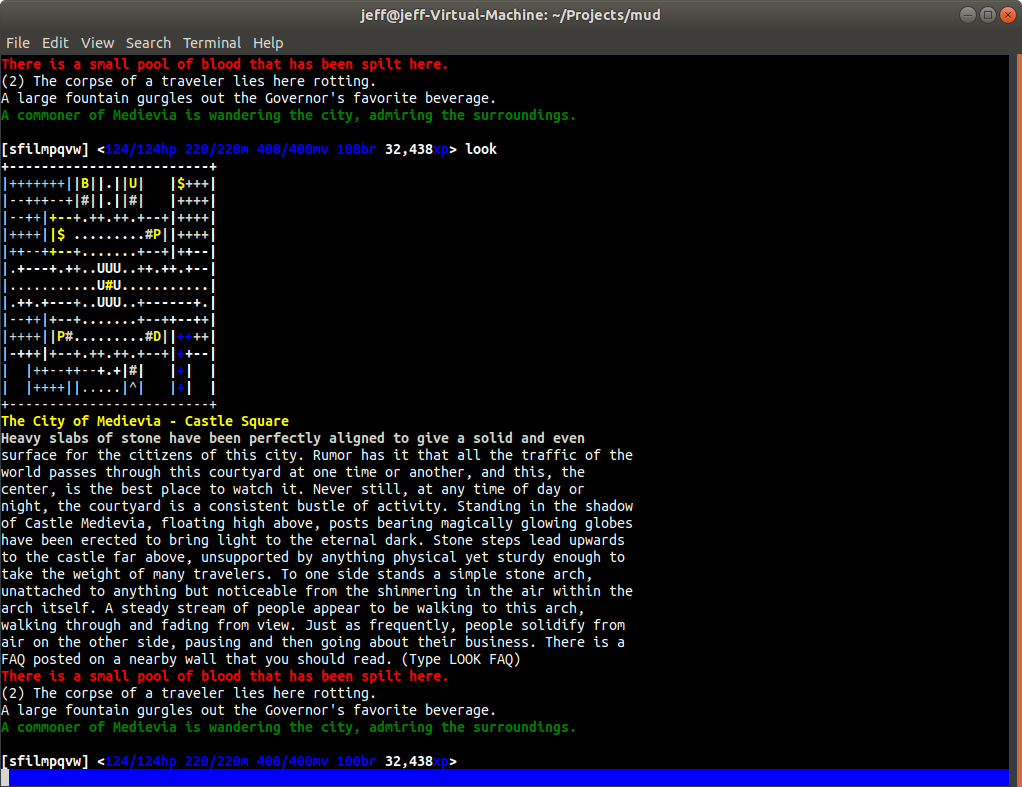 jeff@jeff-Virtual-Machine: ~/Projects/mud
File Edit View Search Terminal Help
There is a small pool of blood that has been spilt here.
(2) The corpse of a traveler lies here rotting.
A large fountain gurgles out the Governor's favorite beverage.
A commoner of Medievia is wandering the city, admiring the surroundings.

[sfilmpqvw] <124/124hp 220/220m 400/400mv 100br 32,438xp> look
+-------------------------+
|+++++++||B||.||U|   |$+++|
|--+++--+|#||.||#|   |++++|
|--++|+--+.++.++.+--+|++++|
|++++||$ .........#P||++++|
|++--+--+.......+--+|++--|
|.+---+.++..UUU..++.++.+--|
|...........U#U...........|
|.++.+---+..UUU..+------+.|
|--++|+--+.......+--++--++|
|++++||P#.........#D||++++|
|-+++|+--+.++.++.+--+|++--|
|  |++--++--+.+|#|   |+|  |
|  |++++||.....|^|   |+|  |
+-------------------------+
The City of Medievia - Castle Square
Heavy slabs of stone have been perfectly aligned to give a solid and even
surface for the citizens of this city. Rumor has it that all the traffic of the
world passes through this courtyard at one time or another, and this, the
center, is the best place to watch it. Never still, at any time of day or
night, the courtyard is a consistent bustle of activity. Standing in the shadow
of Castle Medievia, floating high above, posts bearing magically glowing globes
have been erected to bring light to the eternal dark. Stone steps lead upwards
to the castle far above, unsupported by anything physical yet sturdy enough to
take the weight of many travelers. To one side stands a simple stone arch,
unattached to anything but noticeable from the shimmering in the air within the
arch itself. A steady stream of people appear to be walking to this arch,
walking through and fading from view. Just as frequently, people solidify from
air on the other side, pausing and then going about their business. There is a
FAQ posted on a nearby wall that you should read. (Type LOOK FAQ)
There is a small pool of blood that has been spilt here.
(2) The corpse of a traveler lies here rotting.
A large fountain gurgles out the Governor's favorite beverage.
A commoner of Medievia is wandering the city, admiring the surroundings.

[sfilmpqvw] <124/124hp 220/220m 400/400mv 100br 32,438xp>